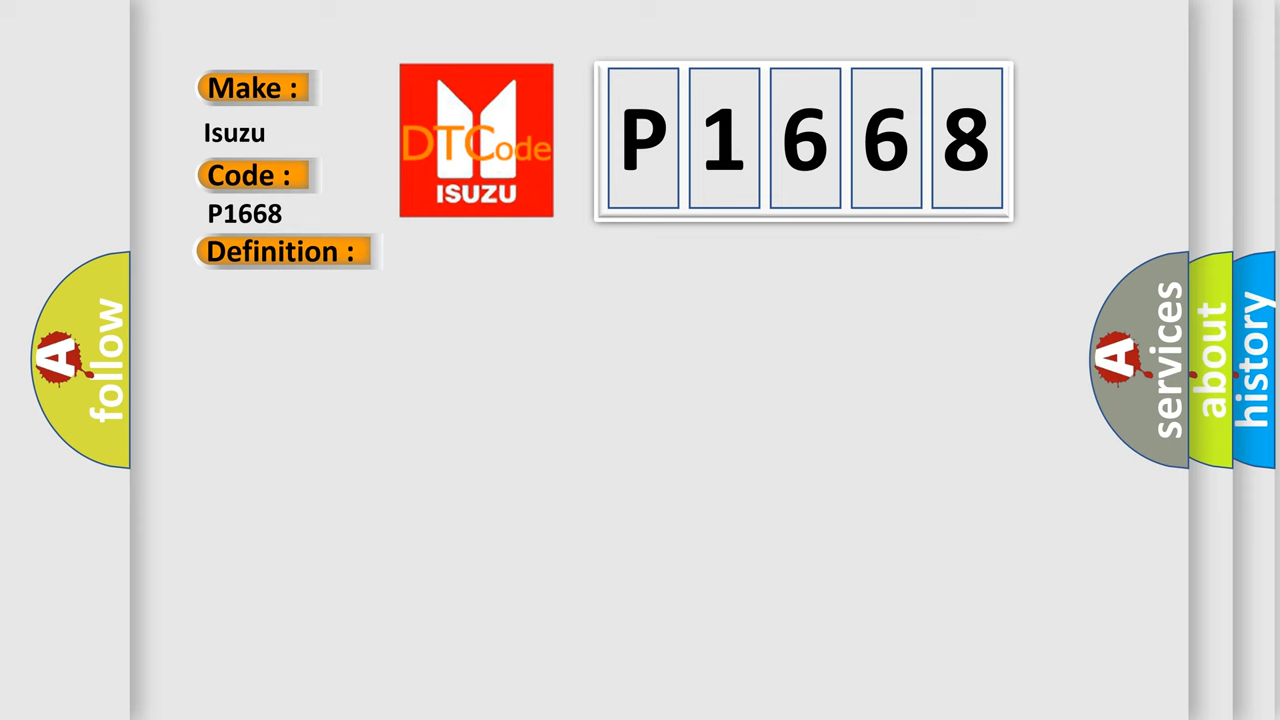 Make :
Isuzu
Code :
P1668
Definition :
DTCode
ISUZU
P 1 6 6 8
A
follow
A
services
about
history